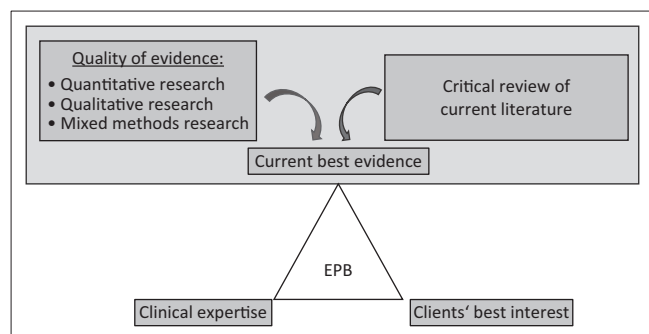 Quality of evidence:
• Quantitative research
• Qualitative research
• Mixed methods research
Critical review of
current literature
Current best evidence
EPB
Clinical expertise
Clients‘ best interest